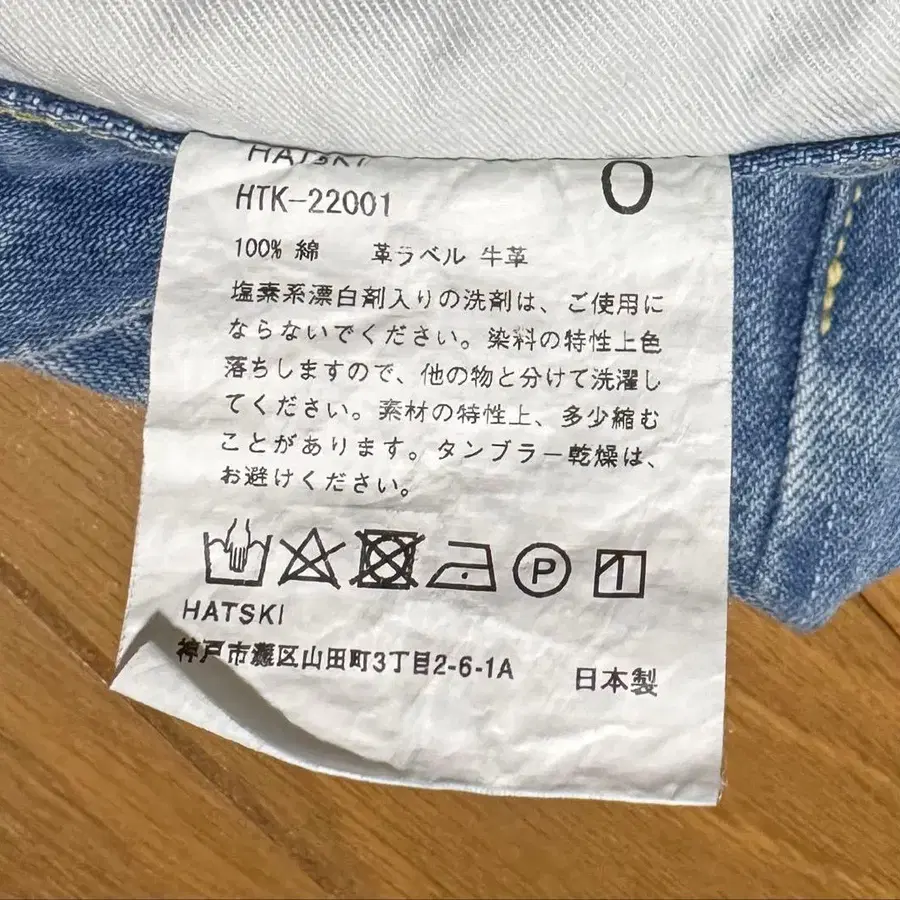 HATSKI 0
HTK-22001
100% 綿 革ラベル 牛革
塩素系漂白剤入りの洗剤は、ご使用に
ならないでください。染料の特性上色
落ちしますので、他の物と分けて洗濯し
てください。素材の特性上、多少縮む
ことがあります。タンブラー乾燥は、
お避けください。
P
HATSKI
神戸市灘区山田町3丁目2-6-1A 日本製